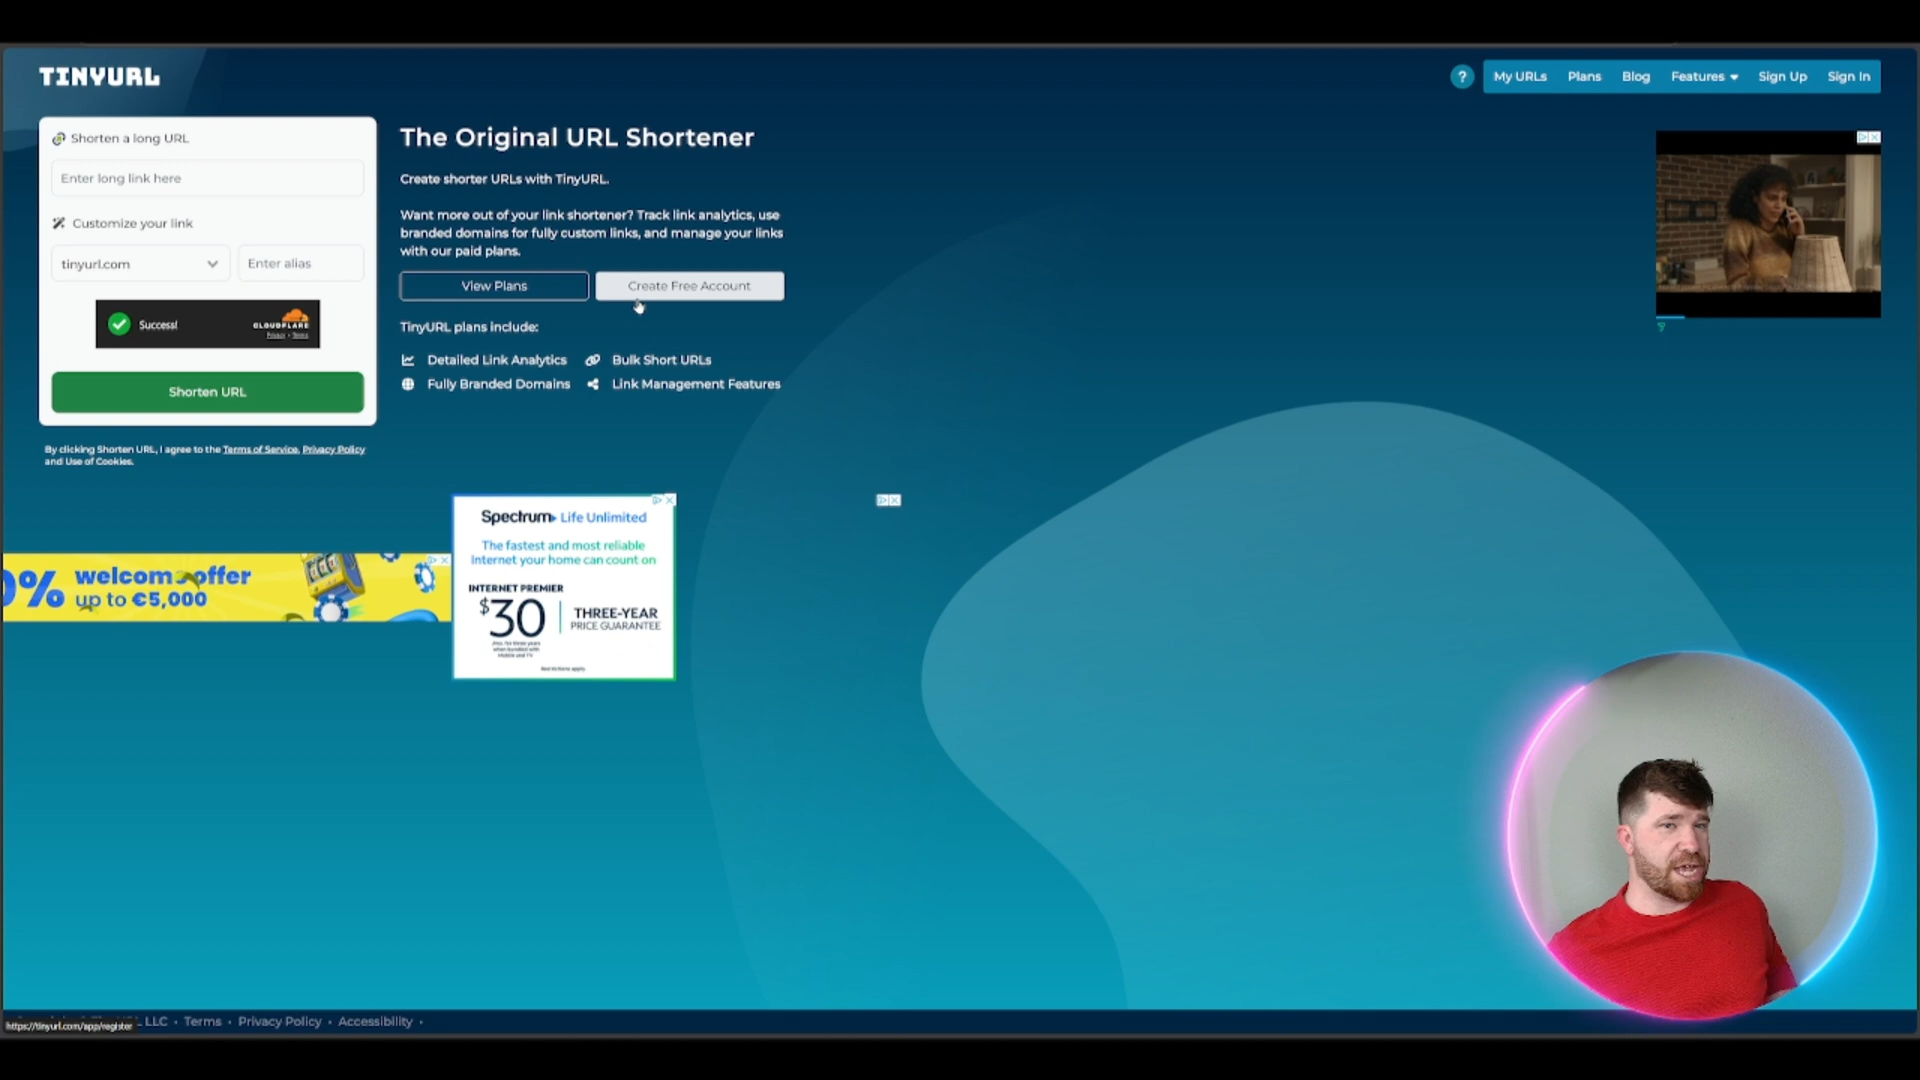 TINYURL
?
My URLs
Plans
Blog
Features
Sign Up
Sign In
Shorten a long URL
Enter long link here
Customize your link
tinyurl.com
Enter alias
Success!
CLOUDFLARE
Privacy • Terms
Shorten URL
By clicking Shorten URL, I agree to the Terms of Service, Privacy Policy
and Use of Cookies.
The Original URL Shortener
Create shorter URLs with TinyURL.
Want more out of your link shortener? Track link analytics, use
branded domains for fully custom links, and manage your links
with our paid plans.
View Plans
Create Free Account
TinyURL plans include:
Detailed Link Analytics
Bulk Short URLs
Fully Branded Domains
Link Management Features
0% welcome offer
up to €5,000
Spectrum Life Unlimited
The fastest and most reliable
Internet your home can count on
INTERNET PREMIER
$30
THREE-YEAR
PRICE GUARANTEE
https://tinyurl.com/app/register
LLC • Terms • Privacy Policy • Accessibility •